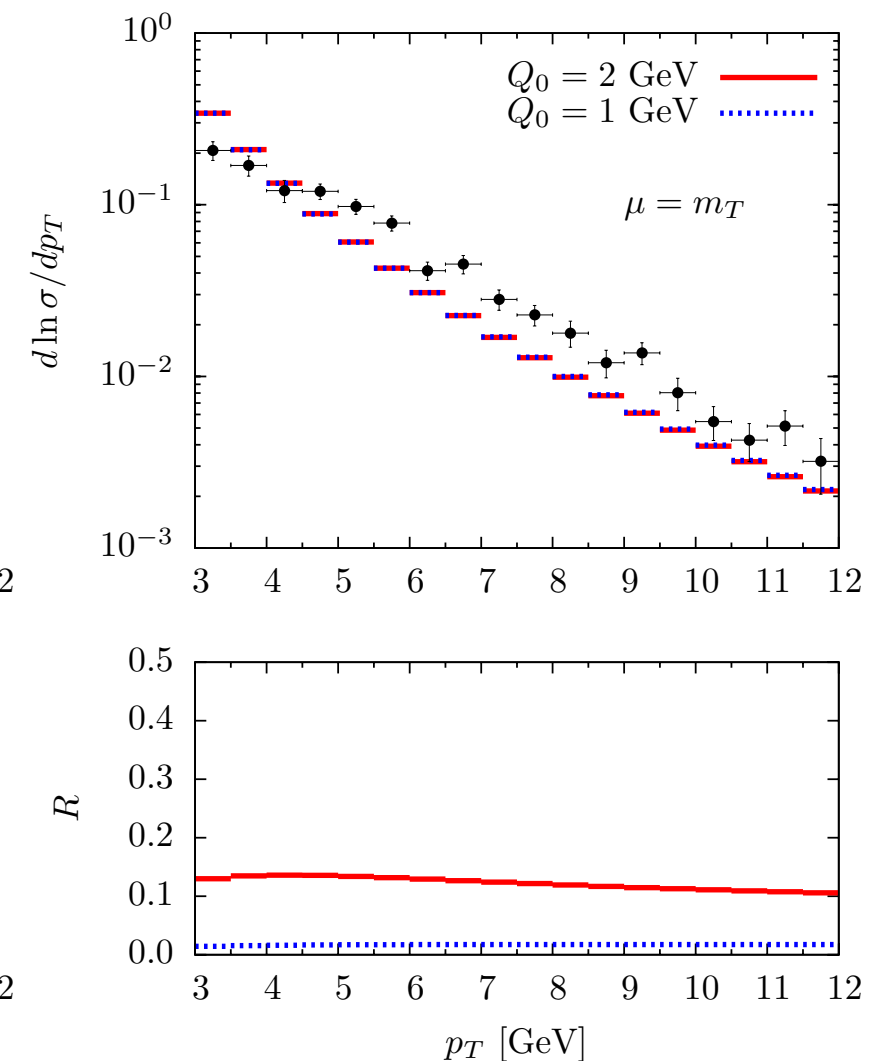 10^0
Q_0 = 2 GeV
Q_0 = 1 GeV
10^{-1}
μ = m_T
d ln σ/dp_T
10^{-2}
10^{-3}
2 3 4 5 6 7 8 9 10 11 12
0.5
0.4
0.3
R
0.2
0.1
0.0
2 3 4 5 6 7 8 9 10 11 12
p_T [GeV]